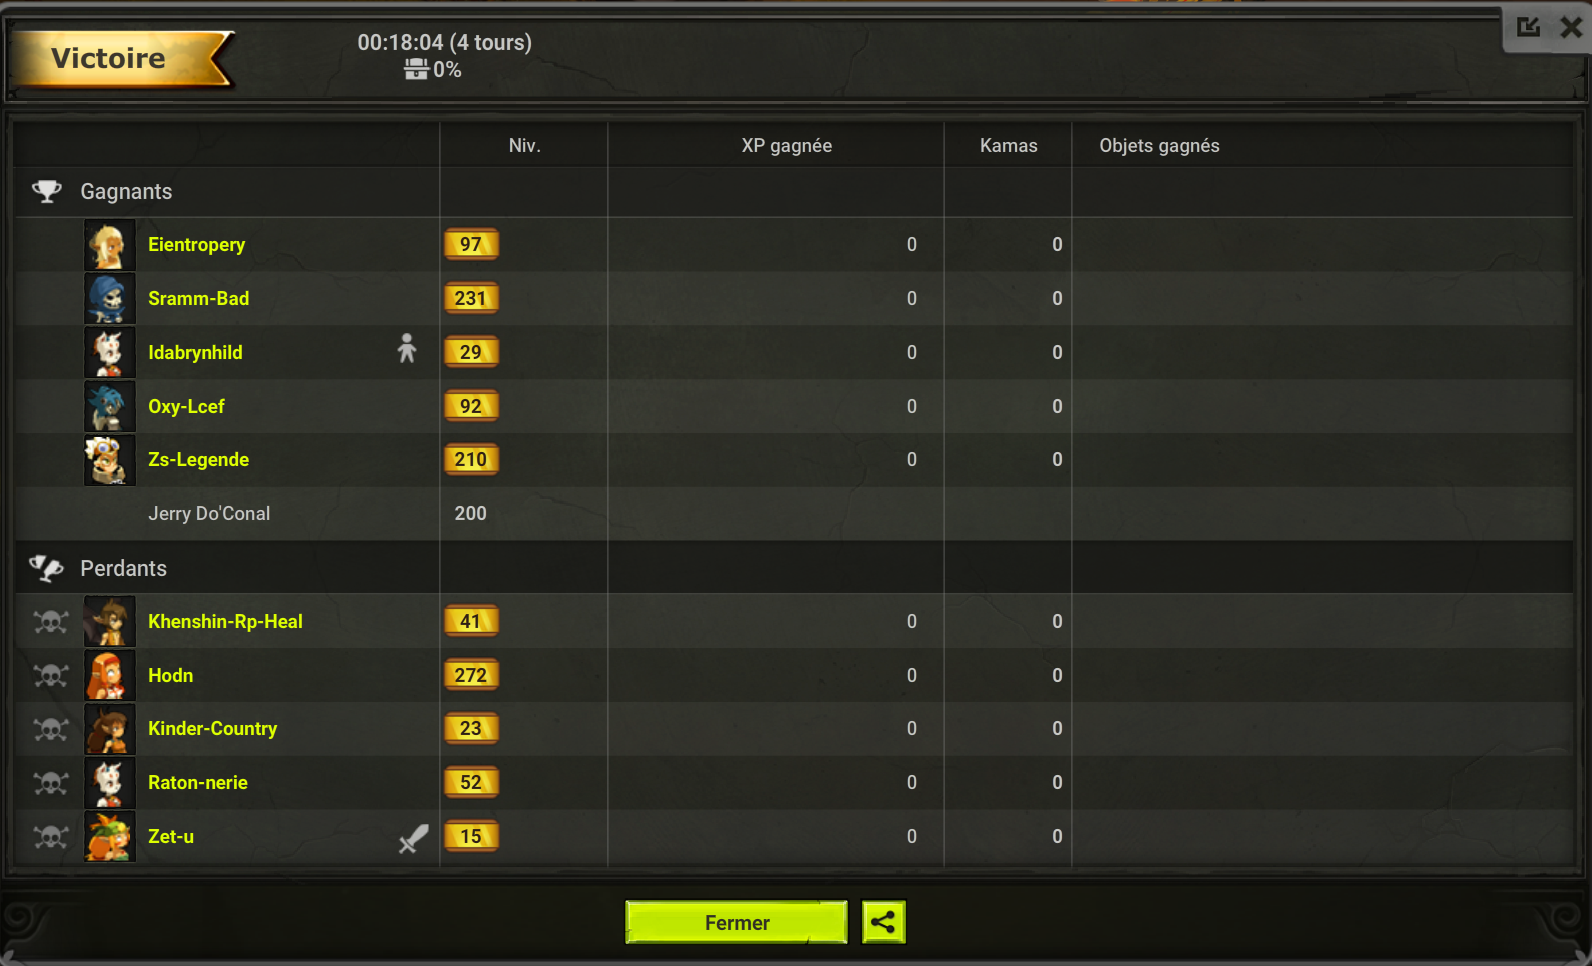 Victoire
00:18:04 (4 tours)
0%
Niv. XP gagnée Kamas Objets gagnés
Gagnants
Eientropery 97 0 0
Sramm-Bad 231 0 0
Idabrynhild 29 0 0
Oxy-Lcef 92 0 0
Zs-Legende 210 0 0
Jerry Do'Conal 200
Perdants
Khenshin-Rp-Heal 41 0 0
Hodn 272 0 0
Kinder-Country 23 0 0
Raton-nerie 52 0 0
Zet-u 15 0 0
Fermer